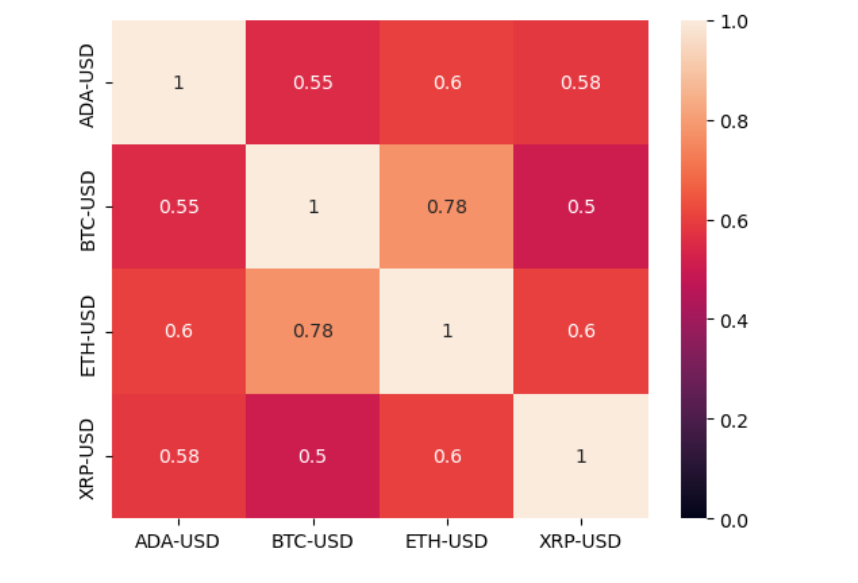 ADA-USD 1 0.55 0.6 0.58
BTC-USD 0.55 1 0.78 0.5
ETH-USD 0.6 0.78 1 0.6
XRP-USD 0.58 0.5 0.6 1
ADA-USD BTC-USD ETH-USD XRP-USD
1.0
0.8
0.6
0.4
0.2
0.0